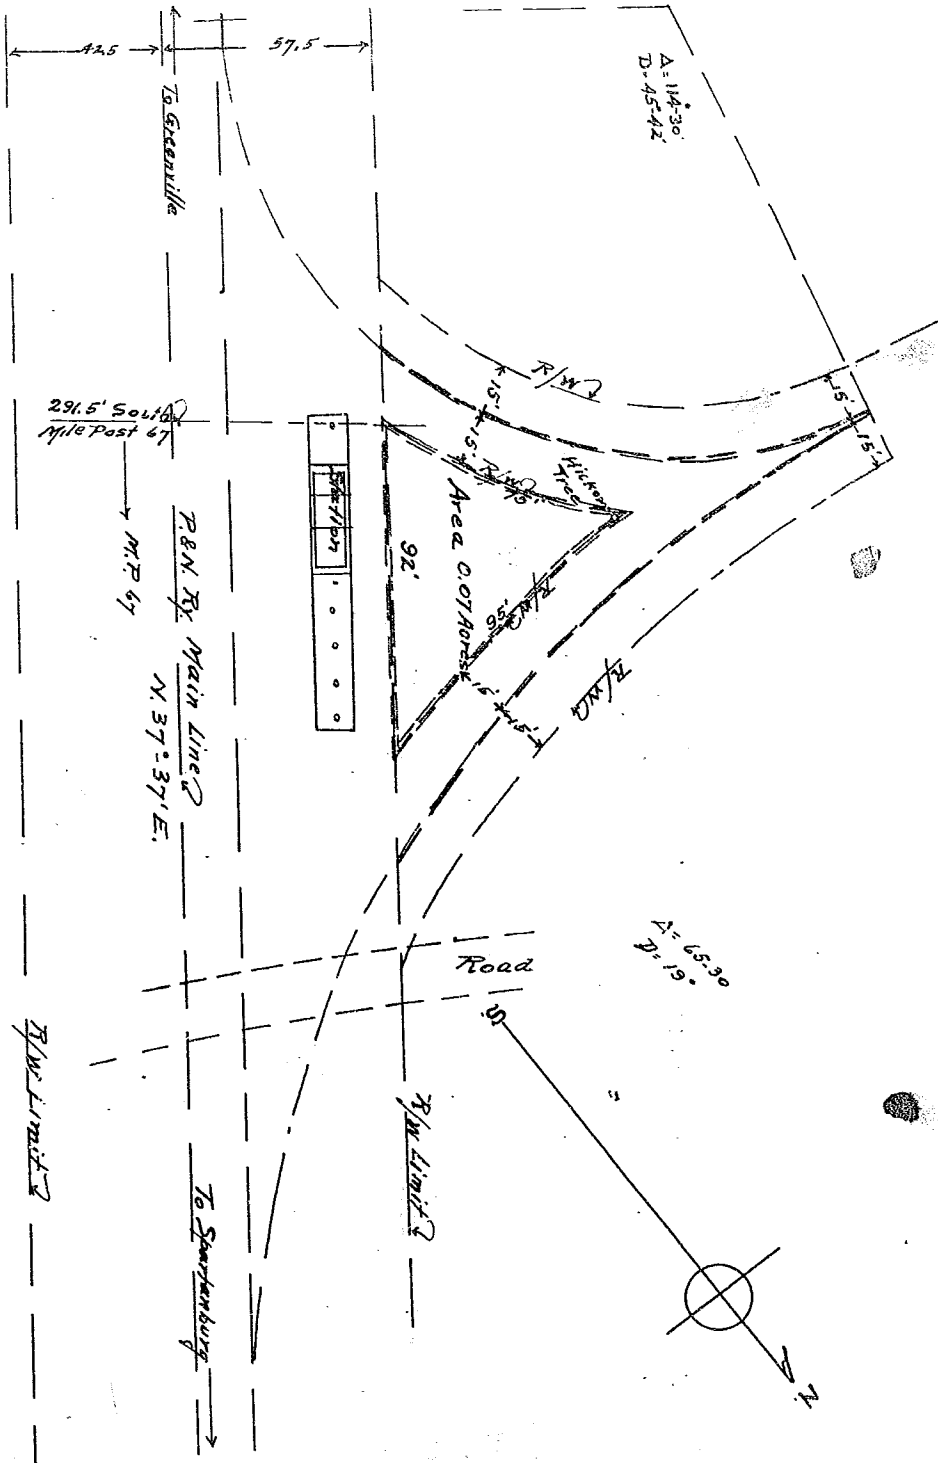 42.5
57.5
To Greenville
Δ=114°-30'
D=45°-42'
291.5' South
Mile Post 67
M.P. 67
P.&N. Ry. Main Line
N. 37°-37' E.
Station
R/W
15'
15'
15'
15'
R/W
Hickory
Tree
Area 0.07 Acres
92'
95'
R/W
15'
R/W
Δ=65-30
D=19°
Road
S.
N.
R/W Limit
R/W Limit
To Spartanburg